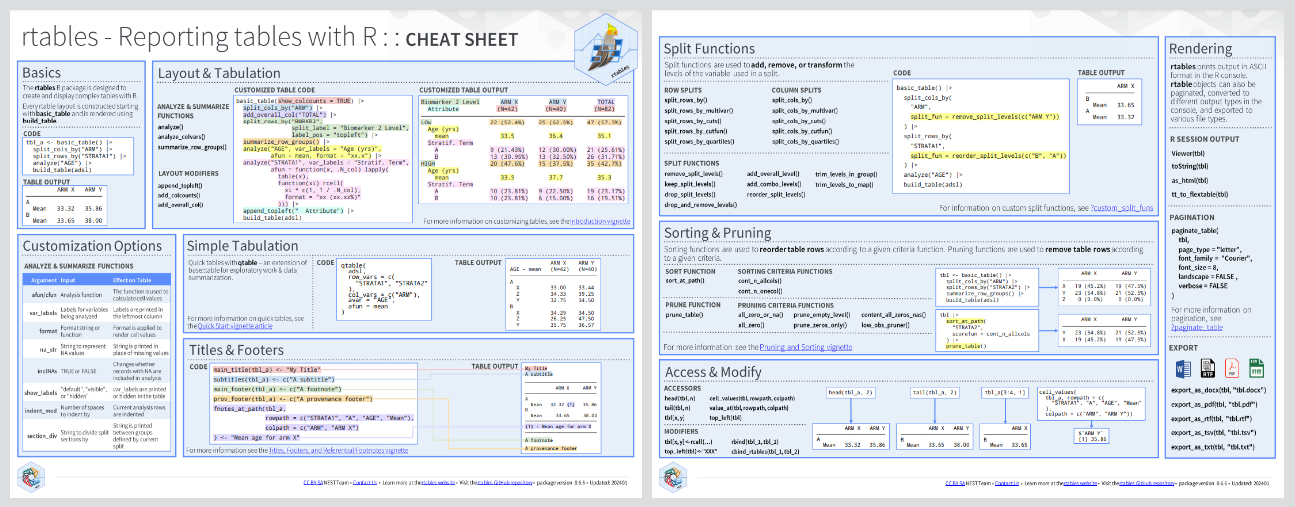 rtables - Reporting tables with R : : CHEAT SHEET
Basics
The rtables R package is designed to
create and display complex tables with R.
Every table layout is constructed starting
with basic_table and is rendered using
build_table.
CODE
tbl_a <- basic_table() |>
split_cols_by("ARM") |>
split_rows_by("STRATA1") |>
analyze("AGE") |>
build_table(adsl)
TABLE OUTPUT
ARM X ARM Y
A
Mean 33.32 35.86
B
Mean 33.65 38.00
Layout & Tabulation
ANALYZE & SUMMARIZE
FUNCTIONS
analyze()
analyze_colvars()
summarize_row_groups()
LAYOUT MODIFIERS
append_topleft()
add_colcounts()
add_overall_col()
CUSTOMIZED TABLE CODE
basic_table(show_colcounts = TRUE) |>
split_cols_by("ARM") |>
add_overall_col("TOTAL") |>
split_rows_by("BMRKR2",
split_label = "Biomarker 2 Level",
label_pos = "topleft") |>
summarize_row_groups() |>
analyze("AGE", var_labels = "Age (yrs)",
afun = mean, format = "xx.x") |>
analyze("STRATA1", var_labels = "Stratif. Term",
afun = function(x, .N_col) lapply(
table(x),
function(xi) rcell(
xi * c(1, 1 / .N_col),
format = "xx (xx.xx%)"
))) |>
append_topleft(" Attribute") |>
build_table(adsl)
CUSTOMIZED TABLE OUTPUT
Biomarker 2 Level ARM X ARM Y TOTAL
Attribute (N=42) (N=40) (N=82)
LOW 22 (52.4%) 25 (62.5%) 47 (57.3%)
Age (yrs)
mean 33.5 36.4 35.1
Stratif. Term
A 9 (21.43%) 12 (30.00%) 21 (25.61%)
B 13 (30.95%) 13 (32.50%) 26 (31.71%)
HIGH 20 (47.6%) 15 (37.5%) 35 (42.7%)
Age (yrs)
mean 33.5 37.7 35.3
Stratif. Term
A 10 (23.81%) 9 (22.50%) 19 (23.17%)
B 10 (23.81%) 6 (15.00%) 16 (19.51%)
For more information on customizing tables, see the Introduction vignette
Customization Options
ANALYZE & SUMMARIZE FUNCTIONS
Argument Input Effect on Table
afun/cfun Analysis function The function is used to calculate cell values
var_labels Labels for variables being analyzed Labels are printed in the leftmost column
format Format string or function Format is applied to render cell values
na_str String to represent NA values String is printed in place of missing values
inclNAs TRUE or FALSE Changes whether records with NA are included in analysis
show_labels "default", "visible", or "hidden" var_labels are printed or hidden in the table
indent_mod Number of spaces to indent by Current analysis rows are indented
section_div String to divide split sections by String is printed between groups defined by current split
Simple Tabulation
Quick tables with qtable – an extension of
base::table for exploratory work & data
summarization.
For more information on quick tables, see
the Quick Start vignette article
CODE
qtable(
adsl,
row_vars = c(
"STRATA1", "STRATA2"
),
col_vars = c("ARM"),
avar = "AGE",
afun = mean
)
TABLE OUTPUT
ARM X ARM Y
AGE - mean (N=42) (N=40)
A
X 33.00 33.44
Z 34.33 39.25
Y 32.75 34.50
B
X 34.29 34.50
Z 26.25 47.50
Y 35.75 36.57
Titles & Footers
CODE
main_title(tbl_a) <- "My Title"
subtitles(tbl_a) <- c("A subtitle")
main_footer(tbl_a) <- c("A footnote")
prov_footer(tbl_a) <- c("A provenance footer")
fnotes_at_path(tbl_a,
rowpath = c("STRATA1", "A", "AGE", "Mean"),
colpath = c("ARM", "ARM X")
) <- "Mean age for arm X"
For more information see the Titles, Footers, and Referential Footnotes vignette
TABLE OUTPUT
My Title
A subtitle
ARM X ARM Y
A
Mean 33.32 {1} 35.86
B
Mean 33.65 38.00
{1} - Mean age for arm X
A footnote
A provenance footer
CC BY SA NEST Team • Contact Us • Learn more at the rtables website • Visit the rtables GitHub repository • package version 0.6.5 • Updated: 202401
Split Functions
Split functions are used to add, remove, or transform the
levels of the variable used in a split.
ROW SPLITS
split_rows_by()
split_rows_by_multivar()
split_rows_by_cuts()
split_rows_by_cutfun()
split_rows_by_quartiles()
COLUMN SPLITS
split_cols_by()
split_cols_by_multivar()
split_cols_by_cuts()
split_cols_by_cutfun()
split_cols_by_quartiles()
SPLIT FUNCTIONS
remove_split_levels() add_overall_level() trim_levels_in_group()
keep_split_levels() add_combo_levels() trim_levels_to_map()
drop_split_levels() reorder_split_levels()
drop_and_remove_levels()
CODE
basic_table() |>
split_cols_by(
"ARM",
split_fun = remove_split_levels(c("ARM Y"))
) |>
split_rows_by(
"STRATA1",
split_fun = reorder_split_levels(c("B", "A"))
) |>
analyze("AGE") |>
build_table(adsl)
TABLE OUTPUT
ARM X
B
Mean 33.65
A
Mean 33.32
For more information on custom split functions, see ?custom_split_funs
Sorting & Pruning
Sorting functions are used to reorder table rows according to a given criteria function. Pruning functions are used to remove table rows according
to a given criteria.
SORT FUNCTION
sort_at_path()
SORTING CRITERIA FUNCTIONS
cont_n_allcols()
cont_n_onecol()
PRUNE FUNCTION
prune_table()
PRUNING CRITERIA FUNCTIONS
all_zero_or_na() prune_empty_level() content_all_zeros_nas()
all_zero() prune_zeros_only() low_obs_pruner()
For more information see the Pruning and Sorting vignette
tbl <- basic_table() |>
split_cols_by("ARM") |>
split_rows_by("STRATA2") |>
summarize_row_groups() |>
build_table(adsl)
ARM X ARM Y
X 19 (45.2%) 19 (47.5%)
Y 23 (54.8%) 21 (52.5%)
Z 0 (0.0%) 0 (0.0%)
tbl |>
sort_at_path(
"STRATA2",
scorefun = cont_n_allcols
) |>
prune_table()
ARM X ARM Y
Y 23 (54.8%) 21 (52.5%)
X 19 (45.2%) 19 (47.5%)
Access & Modify
ACCESSORS
head(tbl, n) cell_values(tbl, rowpath, colpath)
tail(tbl, n) value_at(tbl, rowpath, colpath)
tbl[x,y] top_left(tbl)
MODIFIERS
tbl[x,y] <- rcell(...) rbind(tbl_1, tbl_2)
top_left(tbl) <- "XXX" cbind_rtables(tbl_1, tbl_2)
head(tbl_a, 2)
ARM X ARM Y
A
Mean 33.32 35.86
tail(tbl_a, 2)
ARM X ARM Y
B
Mean 33.65 38.00
tbl_a[3:4, 1]
ARM X
B
Mean 33.65
cell_values(
tbl_a, rowpath = c(
"STRATA1", "A", "AGE", "Mean"
),
colpath = c("ARM", "ARM Y"))
$`ARM Y`
[1] 35.86
Rendering
rtables prints output in ASCII
format in the R console.
rtable objects can also be
paginated, converted to
different output types in the
console, and exported to
various file types.
R SESSION OUTPUT
Viewer(tbl)
toString(tbl)
as_html(tbl)
tt_to_flextable(tbl)
PAGINATION
paginate_table(
tbl,
page_type = "letter",
font_family = "Courier",
font_size = 8,
landscape = FALSE ,
verbose = FALSE
)
For more information on
pagination, see
?paginate_table
EXPORT
export_as_docx(tbl, "tbl.docx")
export_as_pdf(tbl, "tbl.pdf")
export_as_rtf(tbl, "tbl.rtf")
export_as_tsv(tbl, "tbl.tsv")
export_as_txt(tbl, "tbl.txt")
CC BY SA NEST Team • Contact Us • Learn more at the rtables website • Visit the rtables GitHub repository • package version 0.6.5 • Updated: 202401